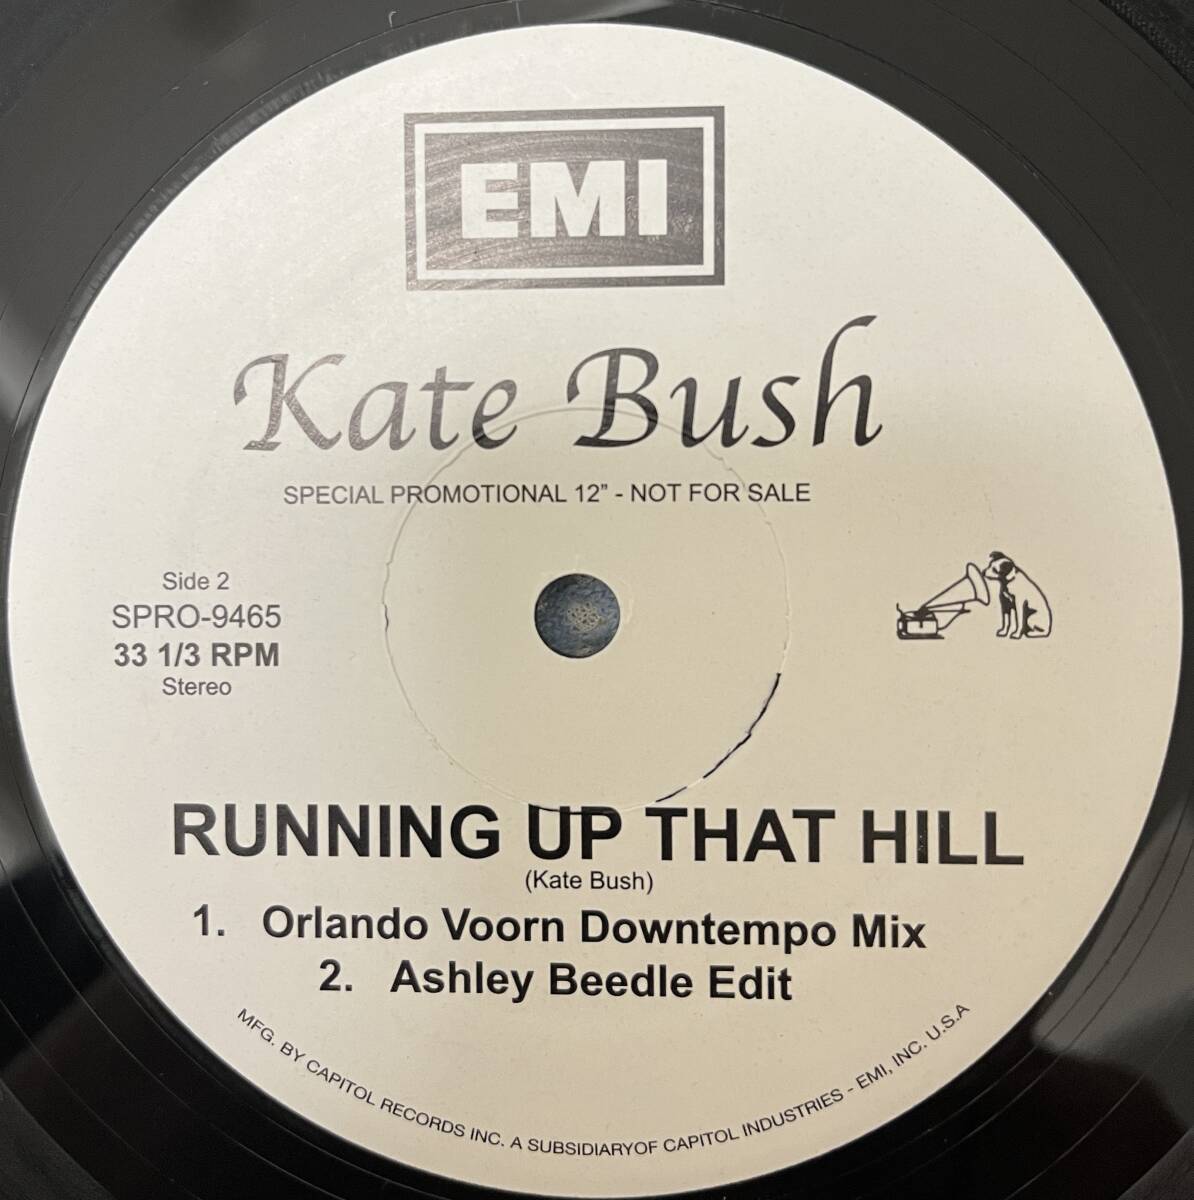 EMI
Kate Bush
SPECIAL PROMOTIONAL 12” - NOT FOR SALE
Side 2
SPRO-9465
33 1/3 RPM
Stereo
RUNNING UP THAT HILL
(Kate Bush)
1. Orlando Voorn Downtempo Mix
2. Ashley Beedle Edit
MFG. BY CAPITOL RECORDS INC. A SUBSIDIARYOF CAPITOL INDUSTRIES - EMI, INC. U.S.A